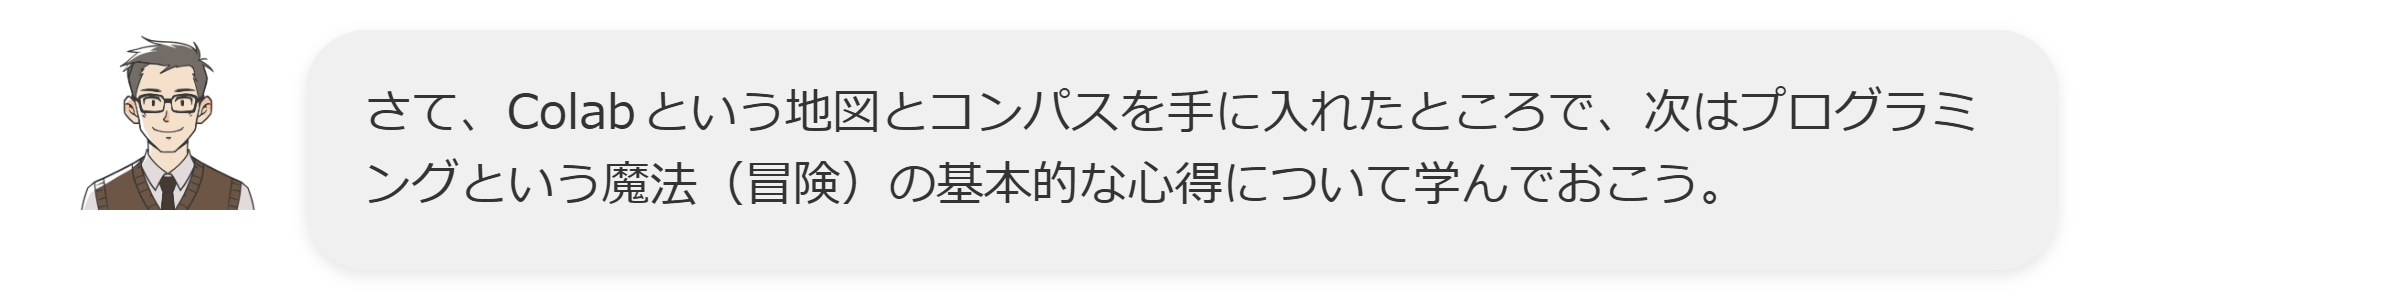 さて、Colab という地図とコンパスを手に入れたところで、次はプログラミ
ングという魔法（冒険）の基本的な心得について学んでおこう。